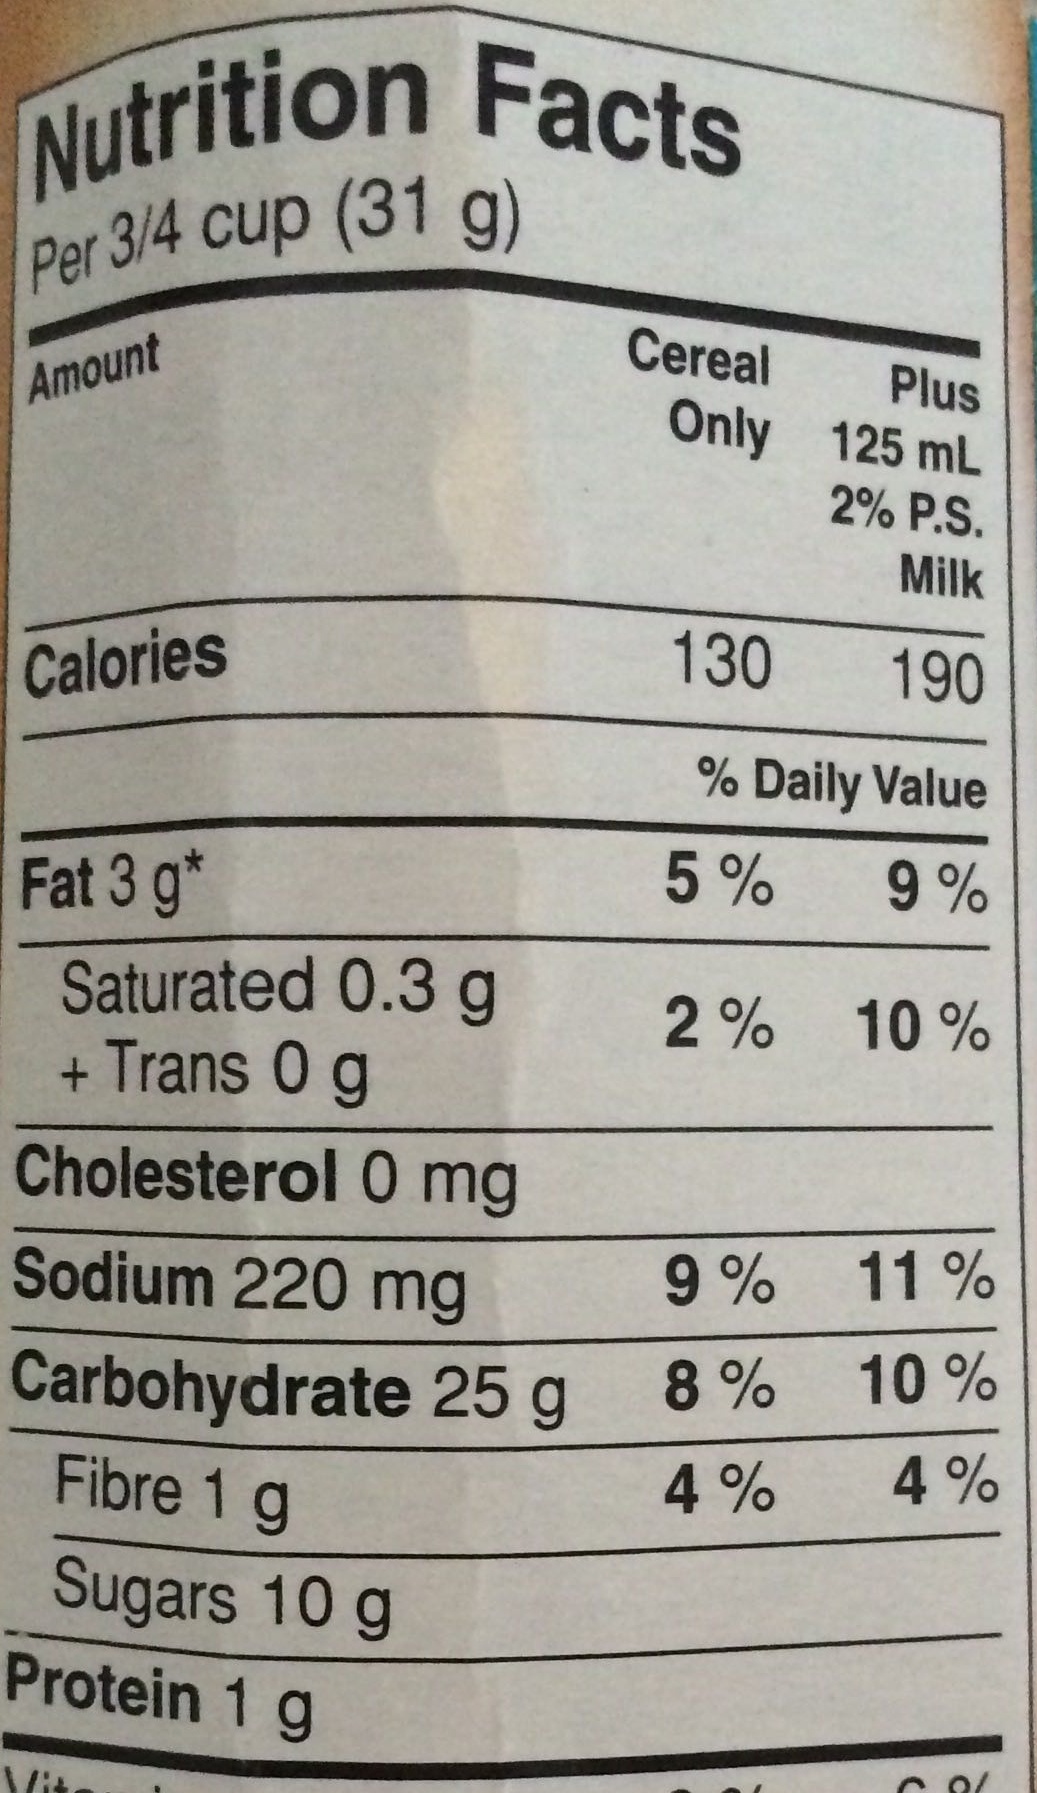 Nutrition Facts
Per 3/4 cup (31 g)
Amount Cereal Only Plus 125 mL 2% P.S. Milk
Calories 130 190
% Daily Value
Fat 3 g* 5 % 9 %
Saturated 0.3 g
+ Trans 0 g 2 % 10 %
Cholesterol 0 mg
Sodium 220 mg 9 % 11 %
Carbohydrate 25 g 8 % 10 %
Fibre 1 g 4 % 4 %
Sugars 10 g
Protein 1 g